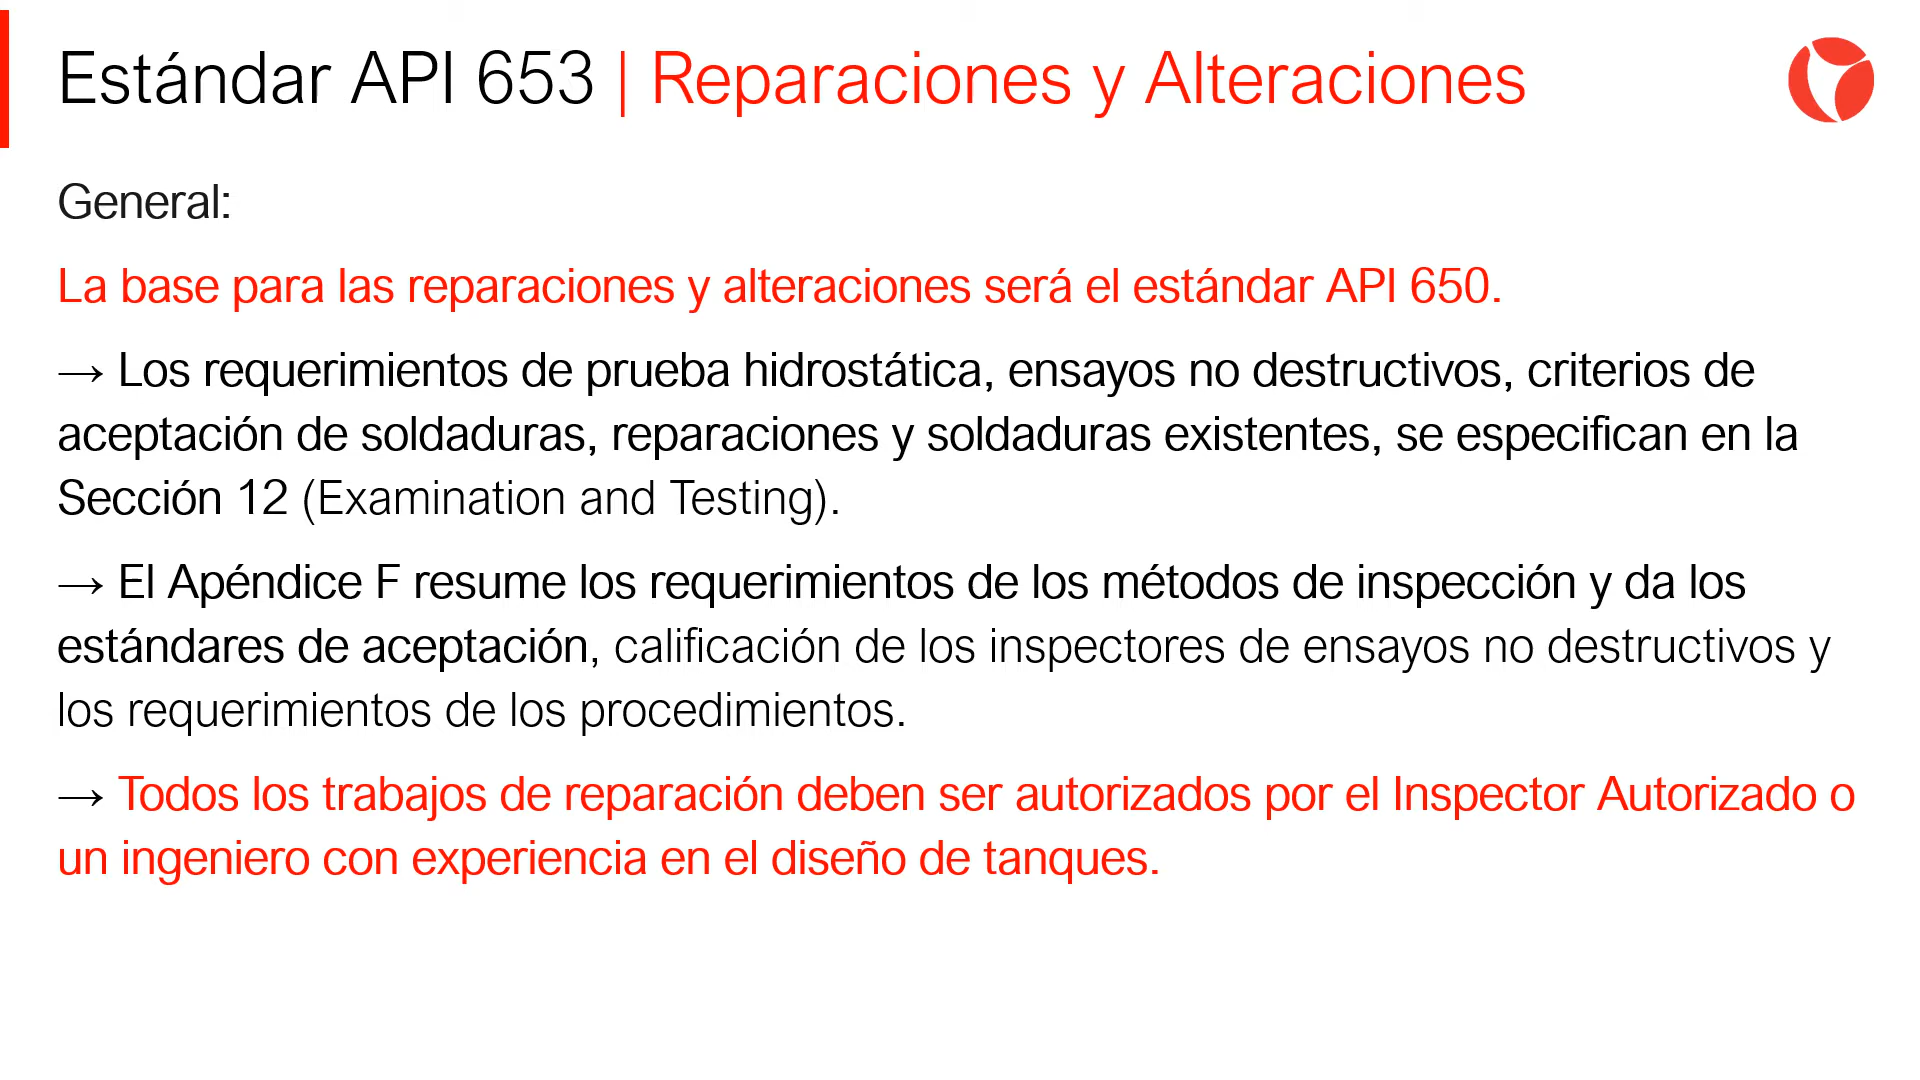 Estándar API 653 | Reparaciones y Alteraciones
General:
La base para las reparaciones y alteraciones será el estándar API 650.
→ Los requerimientos de prueba hidrostática, ensayos no destructivos, criterios de
aceptación de soldaduras, reparaciones y soldaduras existentes, se especifican en la
Sección 12 (Examination and Testing).
→ El Apéndice F resume los requerimientos de los métodos de inspección y da los
estándares de aceptación, calificación de los inspectores de ensayos no destructivos y
los requerimientos de los procedimientos.
→ Todos los trabajos de reparación deben ser autorizados por el Inspector Autorizado o
un ingeniero con experiencia en el diseño de tanques.